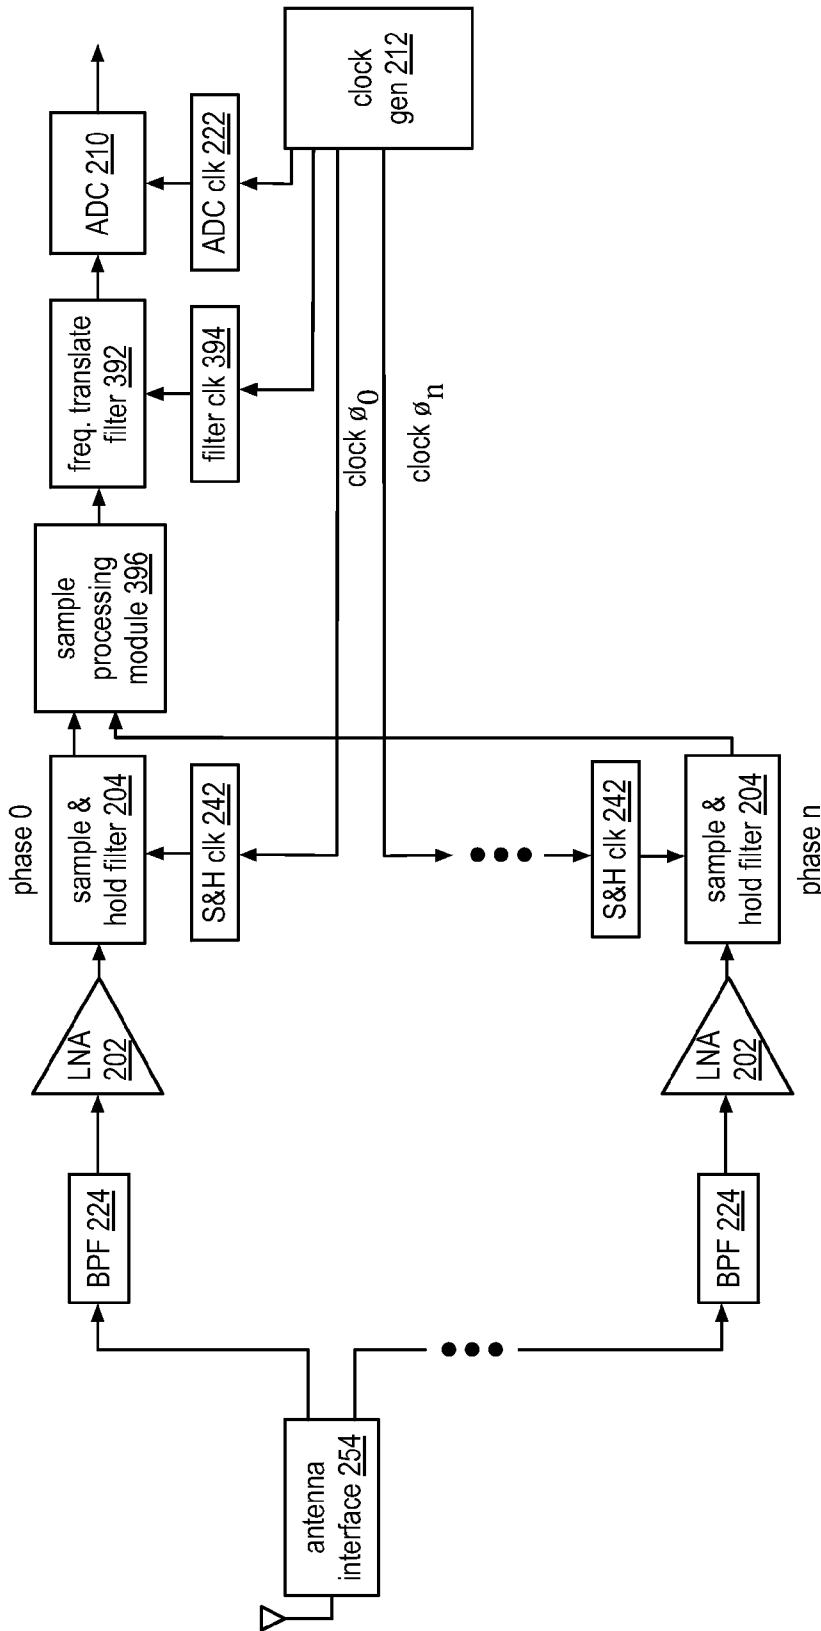 antenna
interface 254
BPF 224
LNA
202
phase 0
sample &
hold filter 204
S&H clk 242
sample
processing
module 396
freq. translate
filter 392
filter clk 394
ADC 210
ADC clk 222
clock
gen 212
clock ø0
clock øn
BPF 224
LNA
202
S&H clk 242
sample &
hold filter 204
phase n